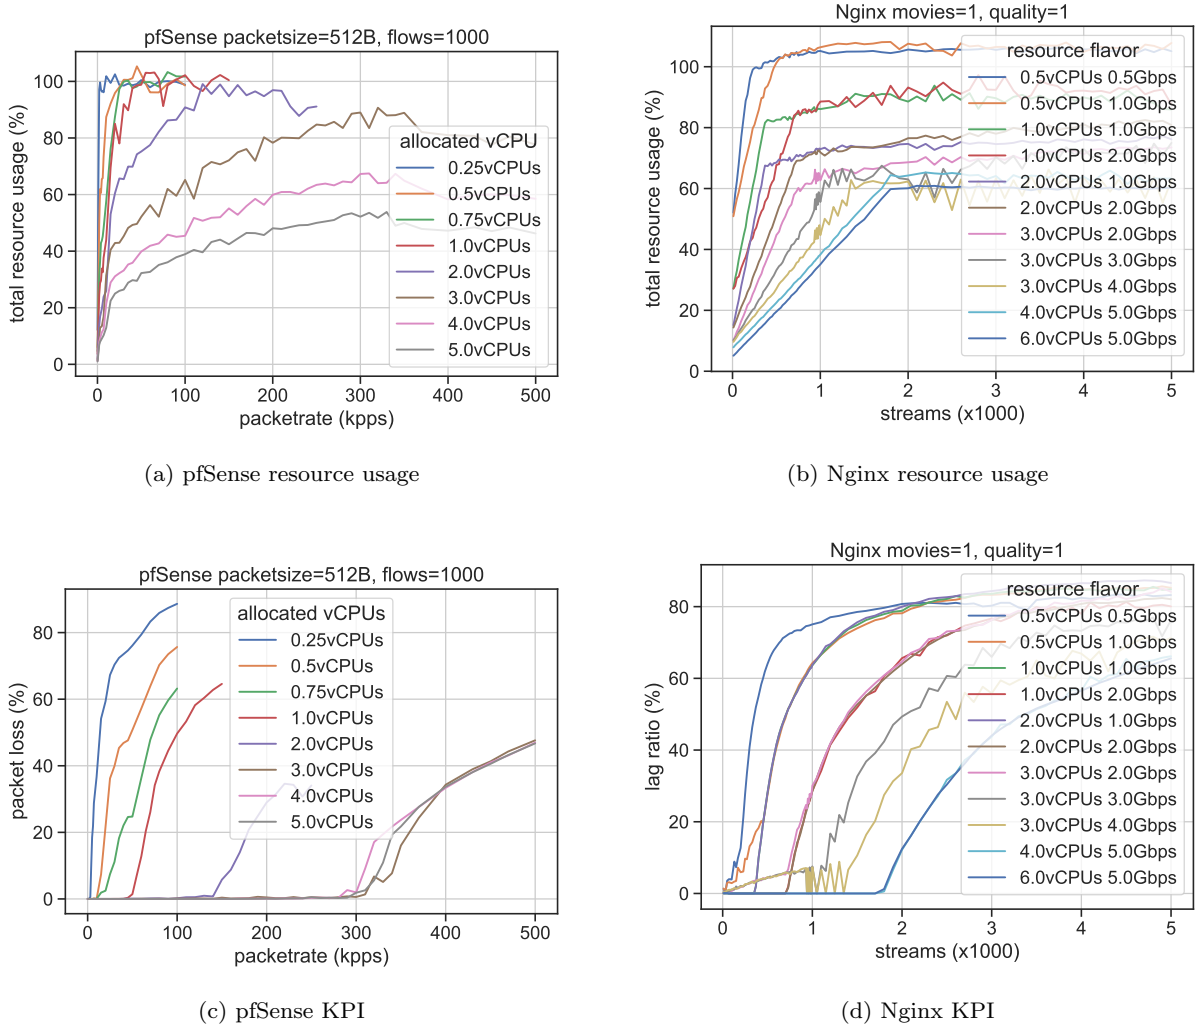 pfSense packetsize=512B, flows=1000
total resource usage (%)
100
80
60
40
20
0
allocated vCPU
0.25vCPUs
0.5vCPUs
0.75vCPUs
1.0vCPUs
2.0vCPUs
3.0vCPUs
4.0vCPUs
5.0vCPUs
0 100 200 300 400 500
packetrate (kpps)
(a) pfSense resource usage
Nginx movies=1, quality=1
total resource usage (%)
100
80
60
40
20
0
resource flavor
0.5vCPUs 0.5Gbps
0.5vCPUs 1.0Gbps
1.0vCPUs 1.0Gbps
1.0vCPUs 2.0Gbps
2.0vCPUs 1.0Gbps
2.0vCPUs 2.0Gbps
3.0vCPUs 2.0Gbps
3.0vCPUs 3.0Gbps
3.0vCPUs 4.0Gbps
4.0vCPUs 5.0Gbps
6.0vCPUs 5.0Gbps
0 1 2 3 4 5
streams (x1000)
(b) Nginx resource usage
pfSense packetsize=512B, flows=1000
packet loss (%)
80
60
40
20
0
allocated vCPUs
0.25vCPUs
0.5vCPUs
0.75vCPUs
1.0vCPUs
2.0vCPUs
3.0vCPUs
4.0vCPUs
5.0vCPUs
0 100 200 300 400 500
packetrate (kpps)
(c) pfSense KPI
Nginx movies=1, quality=1
lag ratio (%)
80
60
40
20
0
resource flavor
0.5vCPUs 0.5Gbps
0.5vCPUs 1.0Gbps
1.0vCPUs 1.0Gbps
1.0vCPUs 2.0Gbps
2.0vCPUs 1.0Gbps
2.0vCPUs 2.0Gbps
3.0vCPUs 2.0Gbps
3.0vCPUs 3.0Gbps
3.0vCPUs 4.0Gbps
4.0vCPUs 5.0Gbps
6.0vCPUs 5.0Gbps
0 1 2 3 4 5
streams (x1000)
(d) Nginx KPI